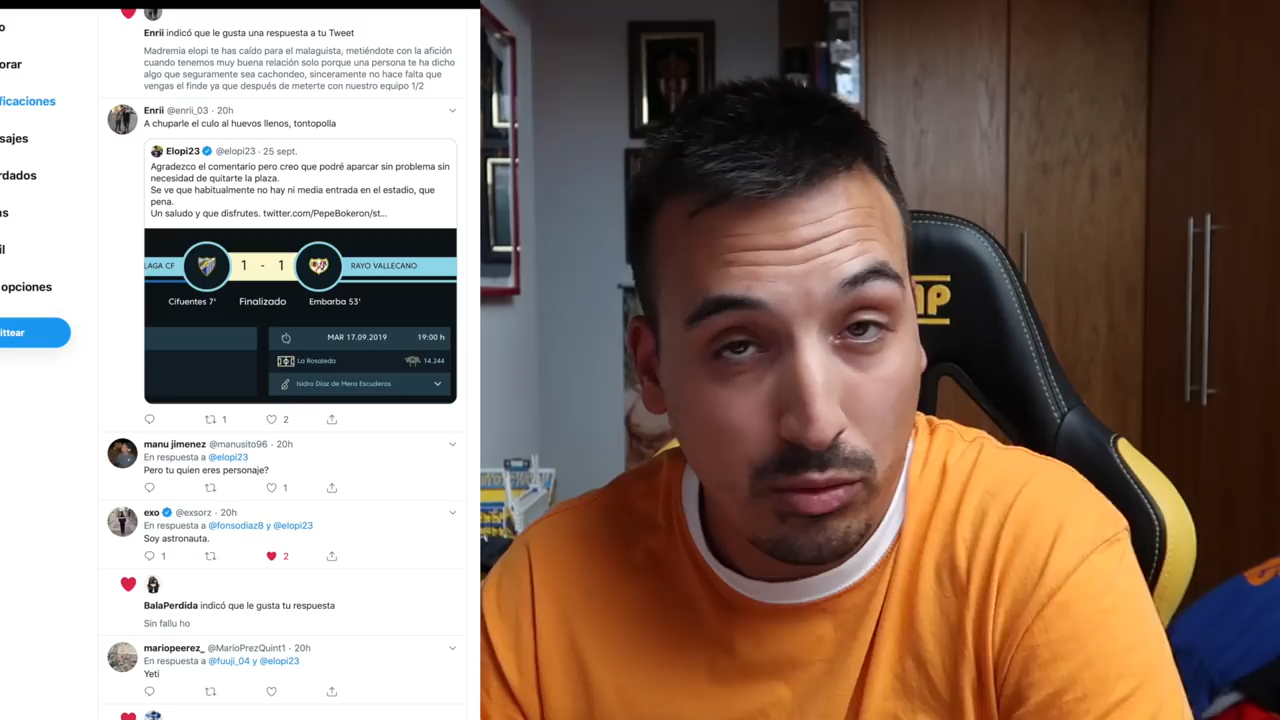 o
Enrii indicó que le gusta una respuesta a tu Tweet
Madremia elopi te has caído para el malaguista, metiéndote con la afición
cuando tenemos muy buena relación solo porque una persona te ha dicho
algo que seguramente sea cachondeo, sinceramente no hace falta que
vengas el finde ya que después de meterte con nuestro equipo 1/2
orar
ficaciones
sajes
rdados
s
il
opciones
ittear
Enrii @enrii_03 · 20h
A chuparle el culo al huevos llenos, tontopolla
Elopi23 @elopi23 · 25 sept.
Agradezco el comentario pero creo que podré aparcar sin problema sin
necesidad de quitarte la plaza.
Se ve que habitualmente no hay ni media entrada en el estadio, que
pena.
Un saludo y que disfrutes. twitter.com/PepeBokeron/st...
LAGA CF
1 - 1
RAYO VALLECANO
Cifuentes 7'
Finalizado
Embarba 53'
MAR 17.09.2019
19:00 h
La Rosaleda
14.244
Isidro Díaz de Mera Escuderos
1
2
manu jimenez @manusito96 · 20h
En respuesta a @elopi23
Pero tu quien eres personaje?
1
exo @exsorz · 20h
En respuesta a @fonsodiaz8 y @elopi23
Soy astronauta.
1
2
BalaPerdida indicó que le gusta tu respuesta
Sin fallu ho
mariopeerez_ @MarioPrezQuint1 · 20h
En respuesta a @fuuji_04 y @elopi23
Yeti